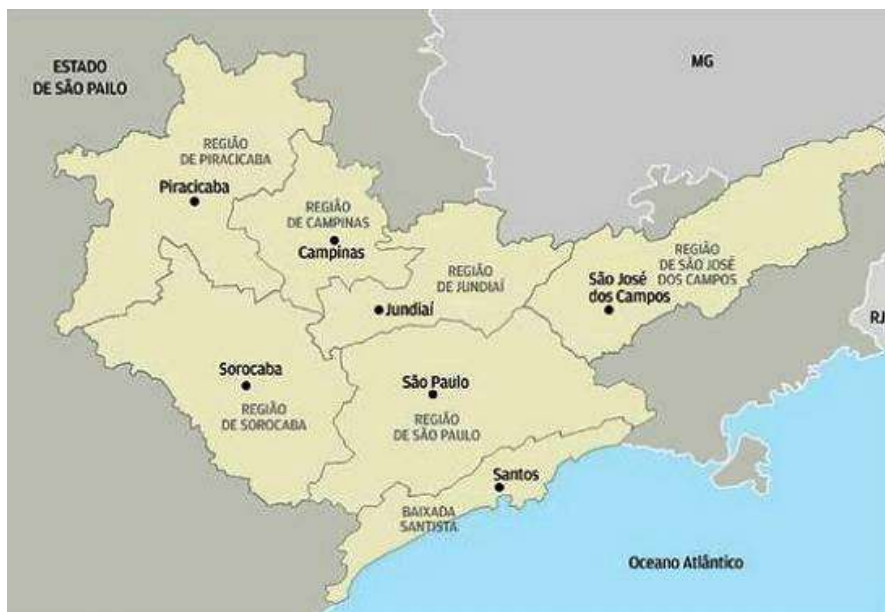 ESTADO
DE SÃO PAILO
MG
REGIÃO
DE PIRACICABA
Piracicaba
REGIÃO
DE CAMPINAS
Campinas
REGIÃO
DE JUNDIAÍ
Jundiaí
REGIÃO
DE SÃO JOSÉ
DOS CAMPOS
São José
dos Campos
RJ
Sorocaba
REGIÃO
DE SOROCABA
São Paulo
REGIÃO
DE SÃO PAULO
Santos
BAIXADA
SANTISTA
Oceano Atlântico